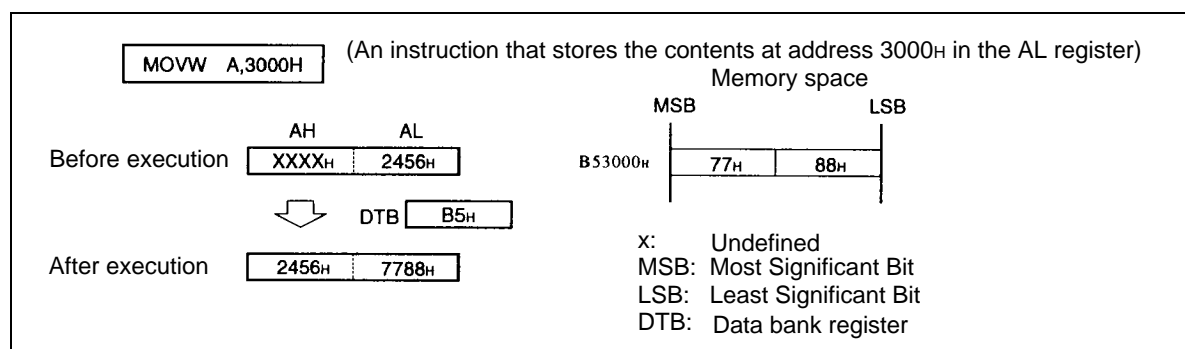 MOVW A,3000H
(An instruction that stores the contents at address 3000H in the AL register)
Memory space
MSB LSB
AH AL
Before execution XXXXH 2456H
B53000H 77H 88H
DTB B5H
After execution 2456H 7788H
x: Undefined
MSB: Most Significant Bit
LSB: Least Significant Bit
DTB: Data bank register